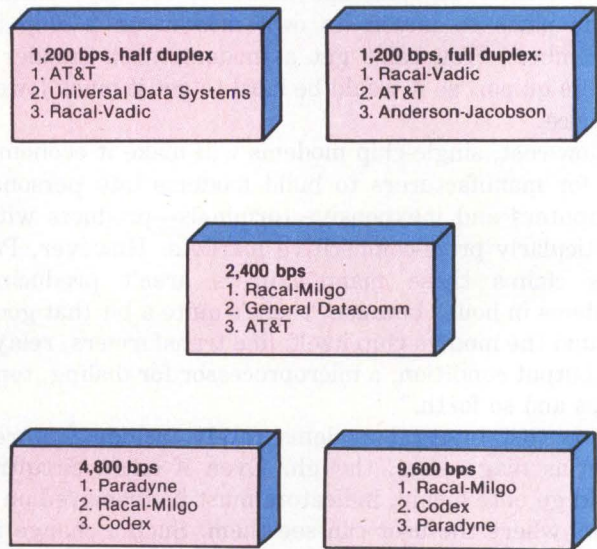 1,200 bps, half duplex
1. AT&T
2. Universal Data Systems
3. Racal-Vadic
1,200 bps, full duplex:
1. Racal-Vadic
2. AT&T
3. Anderson-Jacobson
2,400 bps
1. Racal-Milgo
2. General Datacomm
3. AT&T
4,800 bps
1. Paradyne
2. Racal-Milgo
3. Codex
9,600 bps
1. Racal-Milgo
2. Codex
3. Paradyne